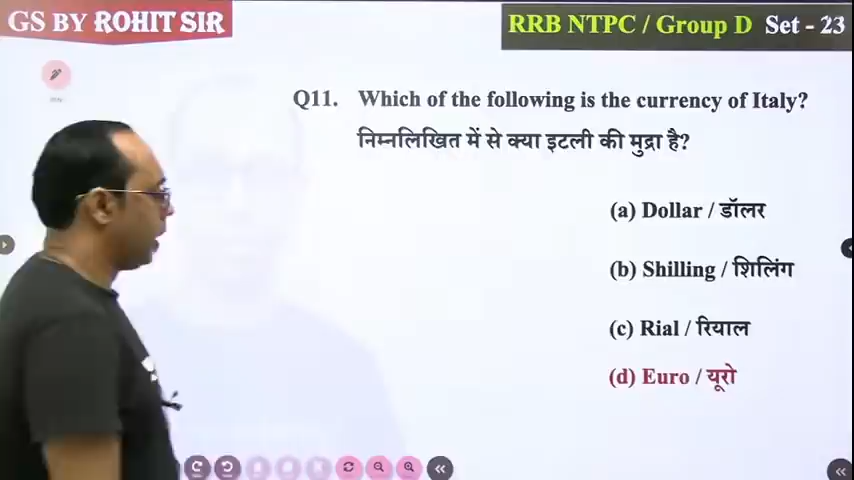 GS BY ROHIT SIR
RRB NTPC / Group D Set - 23
Q11. Which of the following is the currency of Italy?
निम्नलिखित में से क्या इटली की मुद्रा है?
(a) Dollar / डॉलर
(b) Shilling / शिलिंग
(c) Rial / रियाल
(d) Euro / यूरो